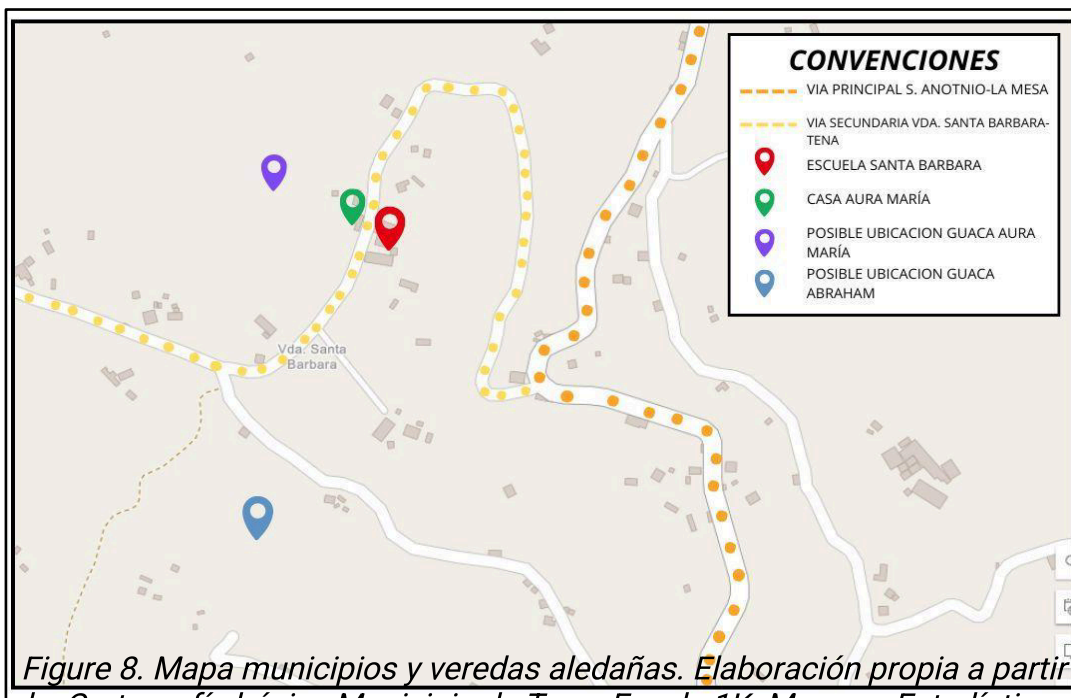 CONVENCIONES
VIA PRINCIPAL S. ANOTNIO-LA MESA
VIA SECUNDARIA VDA. SANTA BARBARA-
TENA
ESCUELA SANTA BARBARA
CASA AURA MARÍA
POSIBLE UBICACION GUACA AURA
MARÍA
POSIBLE UBICACION GUACA
ABRAHAM
Vda. Santa
Barbara
Figure 8. Mapa municipios y veredas aledañas. Elaboración propia a partir